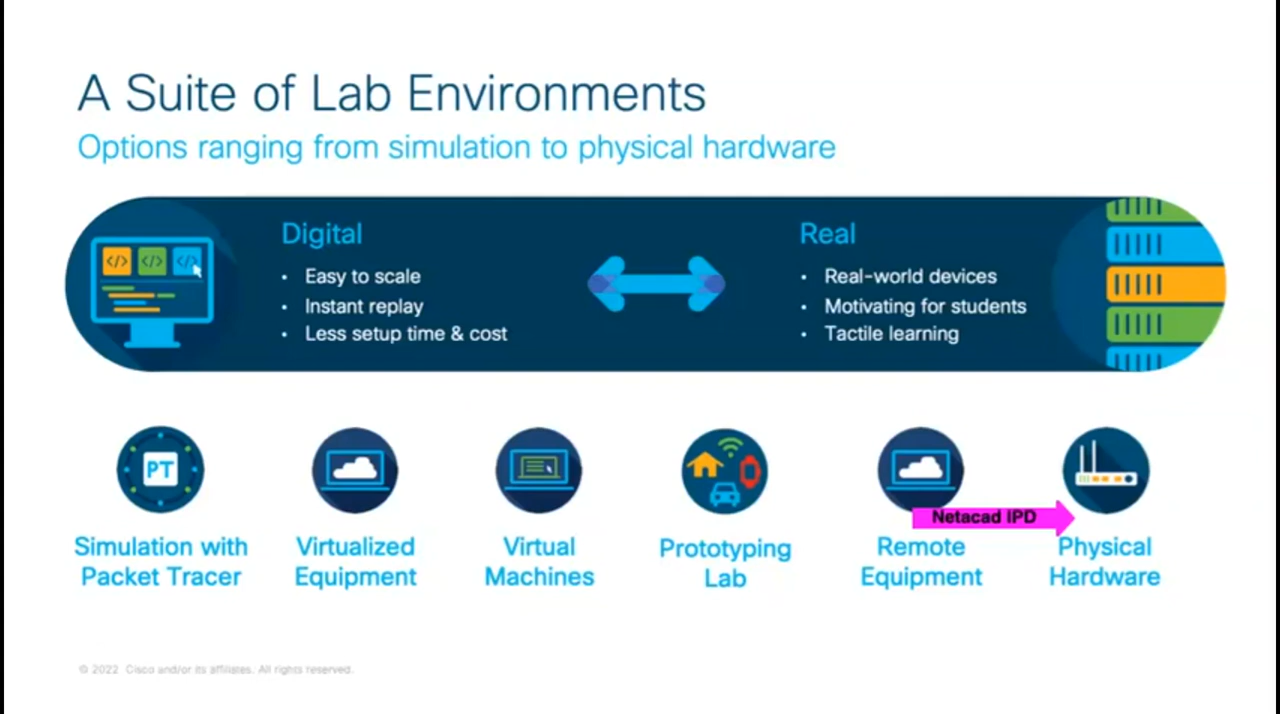 A Suite of Lab Environments
Options ranging from simulation to physical hardware
Digital
• Easy to scale
• Instant replay
• Less setup time & cost
Real
• Real-world devices
• Motivating for students
• Tactile learning
</> </> </>
PT
Netacad IPD
Simulation with
Packet Tracer
Virtualized
Equipment
Virtual
Machines
Prototyping
Lab
Remote
Equipment
Physical
Hardware
© 2022 Cisco and/or its affiliates. All rights reserved.